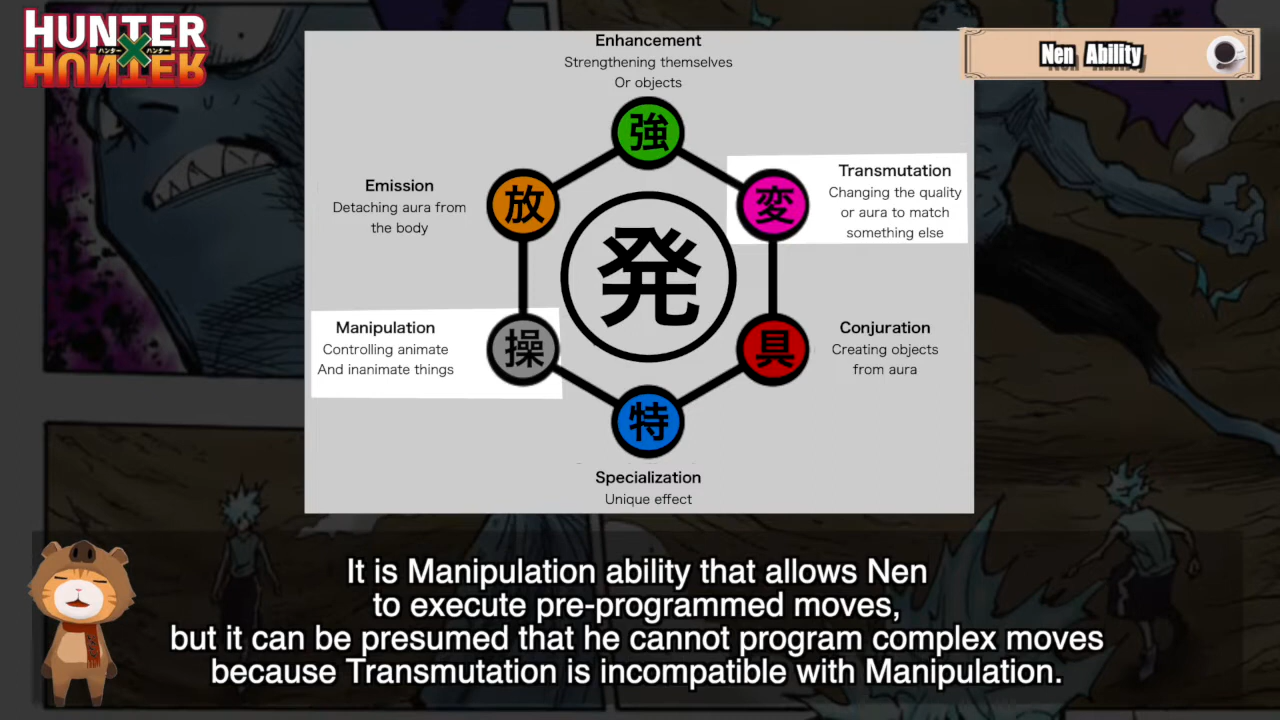 HUNTER
ハンター×ハンター
HUNTER
Nen Ability
Enhancement
Strengthening themselves
Or objects
強
Transmutation
Changing the quality
or aura to match
something else
変
Emission
Detaching aura from
the body
放
発
Manipulation
Controlling animate
And inanimate things
操
Conjuration
Creating objects
from aura
具
特
Specialization
Unique effect
It is Manipulation ability that allows Nen
to execute pre-programmed moves,
but it can be presumed that he cannot program complex moves
because Transmutation is incompatible with Manipulation.